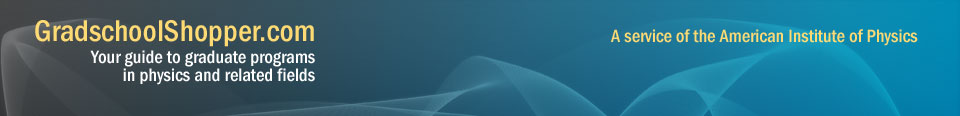 GradschoolShopper.com
Your guide to graduate programs
in physics and related fields
A service of the American Institute of Physics